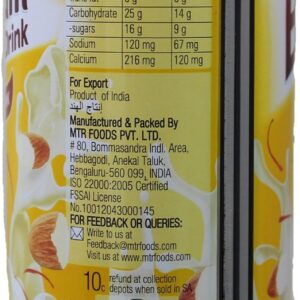 Carbohydrate 25 g 14 g
-sugars 16 g 9 g
Sodium 120 mg 67 mg
Calcium 216 mg 120 mg
For Export
Product of India
إنتاج الهند
Manufactured & Packed By
MTR FOODS PVT. LTD.
# 80, Bommasandra Indl. Area,
Hebbagodi, Anekal Taluk,
Bengaluru-560 099, INDIA
ISO 22000:2005 Certified
FSSAI License
No.10012043000145
FOR FEEDBACK OR QUERIES:
Write to us at
Feedback@mtrfoods.com
Visit us at www.mtrfoods.com
10c refund at collection
depots when sold in SA
rink